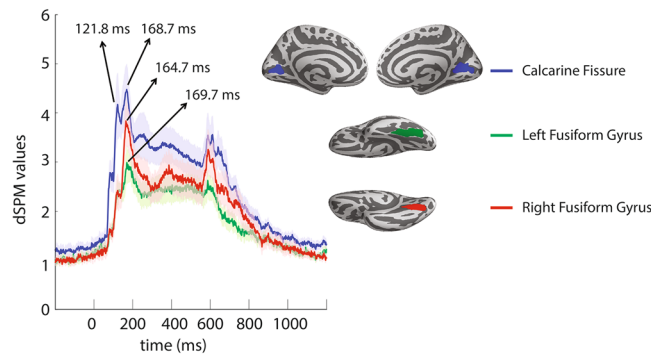 6
121.8 ms
168.7 ms
5
164.7 ms
Calcarine Fissure
4
169.7 ms
Left Fusiform Gyrus
3
dSPM values
2
Right Fusiform Gyrus
1
0
0 200 400 600 800 1000
time (ms)